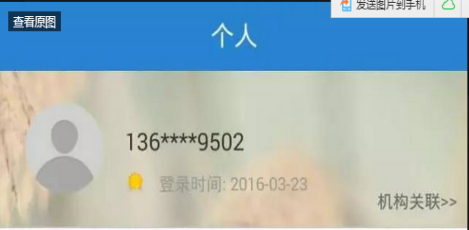 发送图片到手机
查看原图
个人
136****9502
登录时间: 2016-03-23
机构关联>>